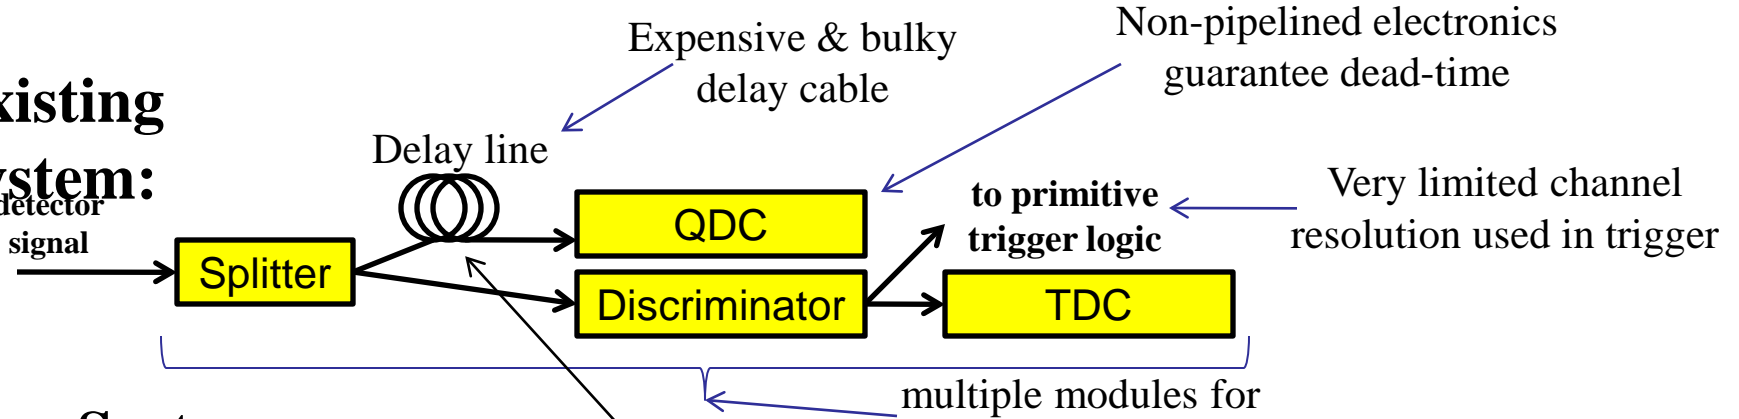 xisting
ystem:
detector
signal
Expensive & bulky
delay cable
Non-pipelined electronics
guarantee dead-time
Delay line
Splitter
QDC
Discriminator
to primitive
trigger logic
TDC
Very limited channel
resolution used in trigger
multiple modules for